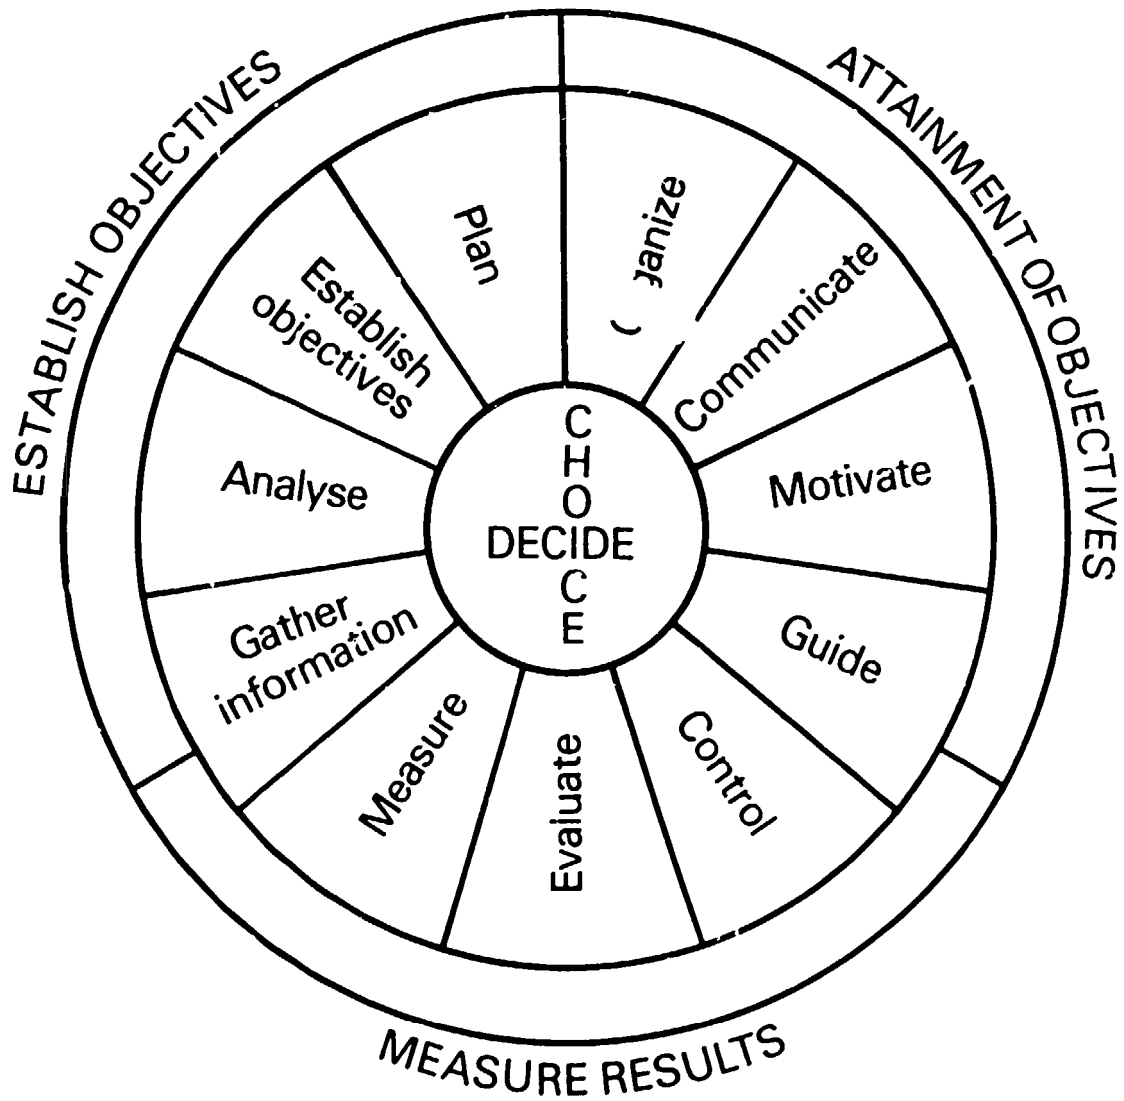 ESTABLISH OBJECTIVES
ATTAINMENT OF OBJECTIVES
MEASURE RESULTS
Plan
Communicate
Motivate
Guide
Control
Evaluate
Measure
Gather
information
Analyse
Establish
objectives
CHOICE
DECIDE